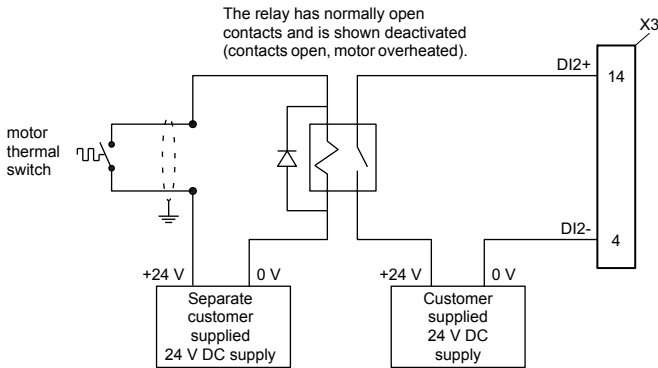 The relay has normally open
contacts and is shown deactivated
(contacts open, motor overheated).
X3
DI2+
14
motor
thermal
switch
DI2-
4
+24 V
0 V
+24 V
0 V
Separate
customer
supplied
24 V DC supply
Customer
supplied
24 V DC
supply